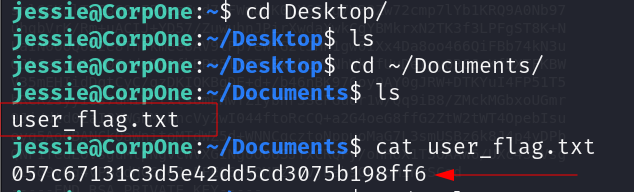 jessie@CorpOne:~$ cd Desktop/
jessie@CorpOne:~/Desktop$ ls
jessie@CorpOne:~/Desktop$ cd ~/Documents/
jessie@CorpOne:~/Documents$ ls
user_flag.txt
jessie@CorpOne:~/Documents$ cat user_flag.txt
057c67131c3d5e42dd5cd3075b198ff6